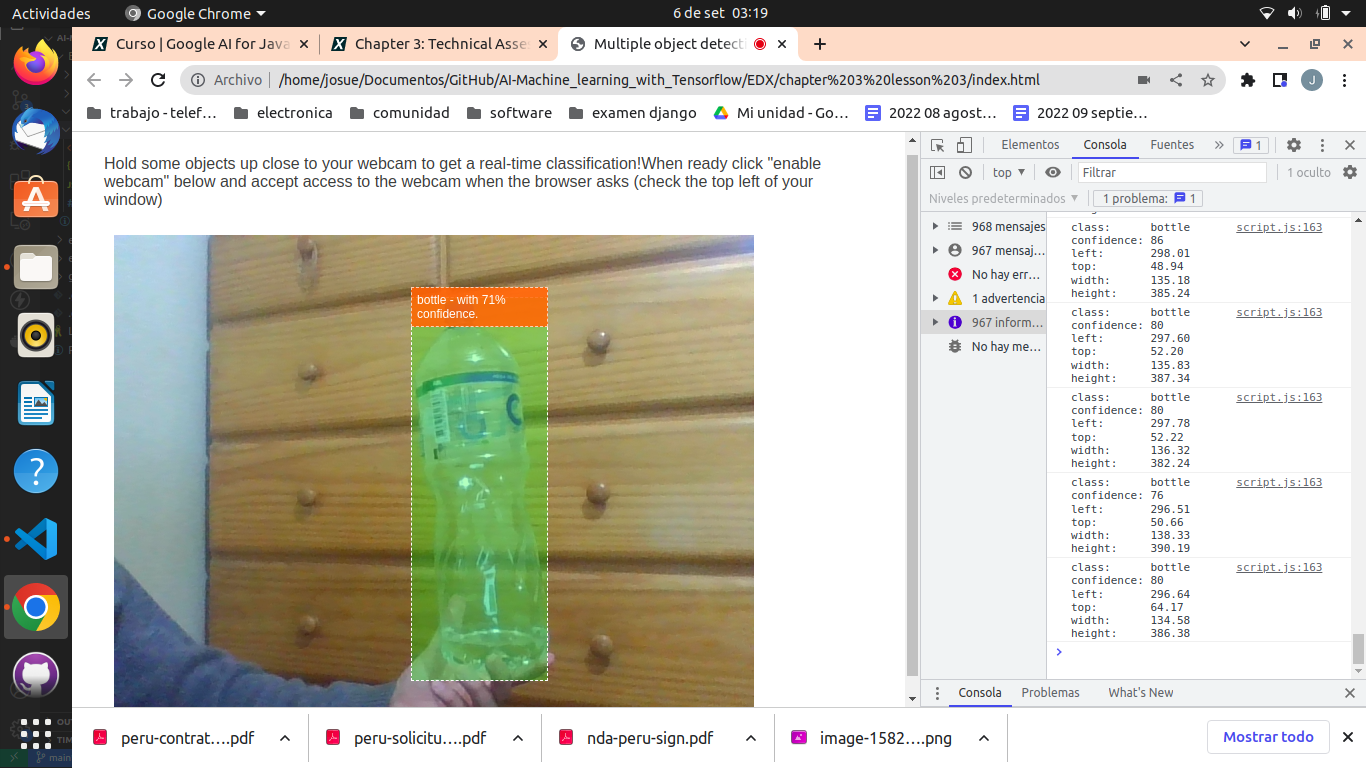 Actividades
Google Chrome
6 de set 03:19
Curso | Google AI for Java
Chapter 3: Technical Asse
Multiple object detect
Archivo
/home/josue/Documentos/GitHub/AI-Machine_learning_with_Tensorflow/EDX/chapter%203%20lesson%203/index.html
J
trabajo - telef…
electronica
comunidad
software
examen django
Mi unidad - Go…
2022 08 agost…
2022 09 septie…
Hold some objects up close to your webcam to get a real-time classification!When ready click "enable
webcam" below and accept access to the webcam when the browser asks (check the top left of your
window)
bottle - with 71%
confidence.
Elementos
Consola
Fuentes
»
1
top
Filtrar
1 oculto
Niveles predeterminados
1 problema: 1
968 mensajes
967 mensaj…
No hay err…
1 advertencia
967 inform…
No hay me…
class: bottle script.js:163
confidence: 86
left: 298.01
top: 48.94
width: 135.18
height: 385.24
class: bottle script.js:163
confidence: 80
left: 297.60
top: 52.20
width: 135.83
height: 387.34
class: bottle script.js:163
confidence: 80
left: 297.78
top: 52.22
width: 136.32
height: 382.24
class: bottle script.js:163
confidence: 76
left: 296.51
top: 50.66
width: 138.33
height: 390.19
class: bottle script.js:163
confidence: 80
left: 296.64
top: 64.17
width: 134.58
height: 386.38
>
Consola
Problemas
What's New
peru-contrat….pdf
peru-solicitu….pdf
nda-peru-sign.pdf
image-1582….png
Mostrar todo
main